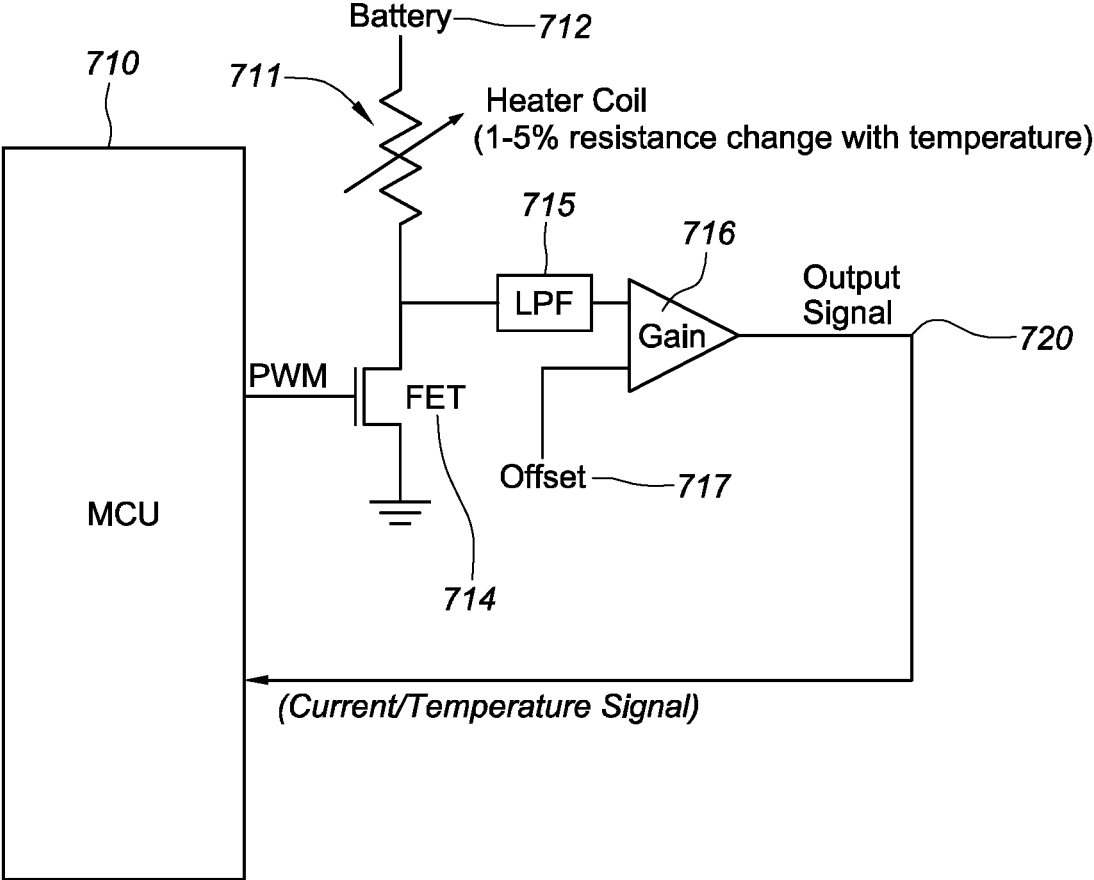 Battery 712
710
711
Heater Coil
(1-5% resistance change with temperature)
715
716
LPF
Output
Signal
Gain
720
PWM
FET
Offset 717
MCU
714
(Current/Temperature Signal)